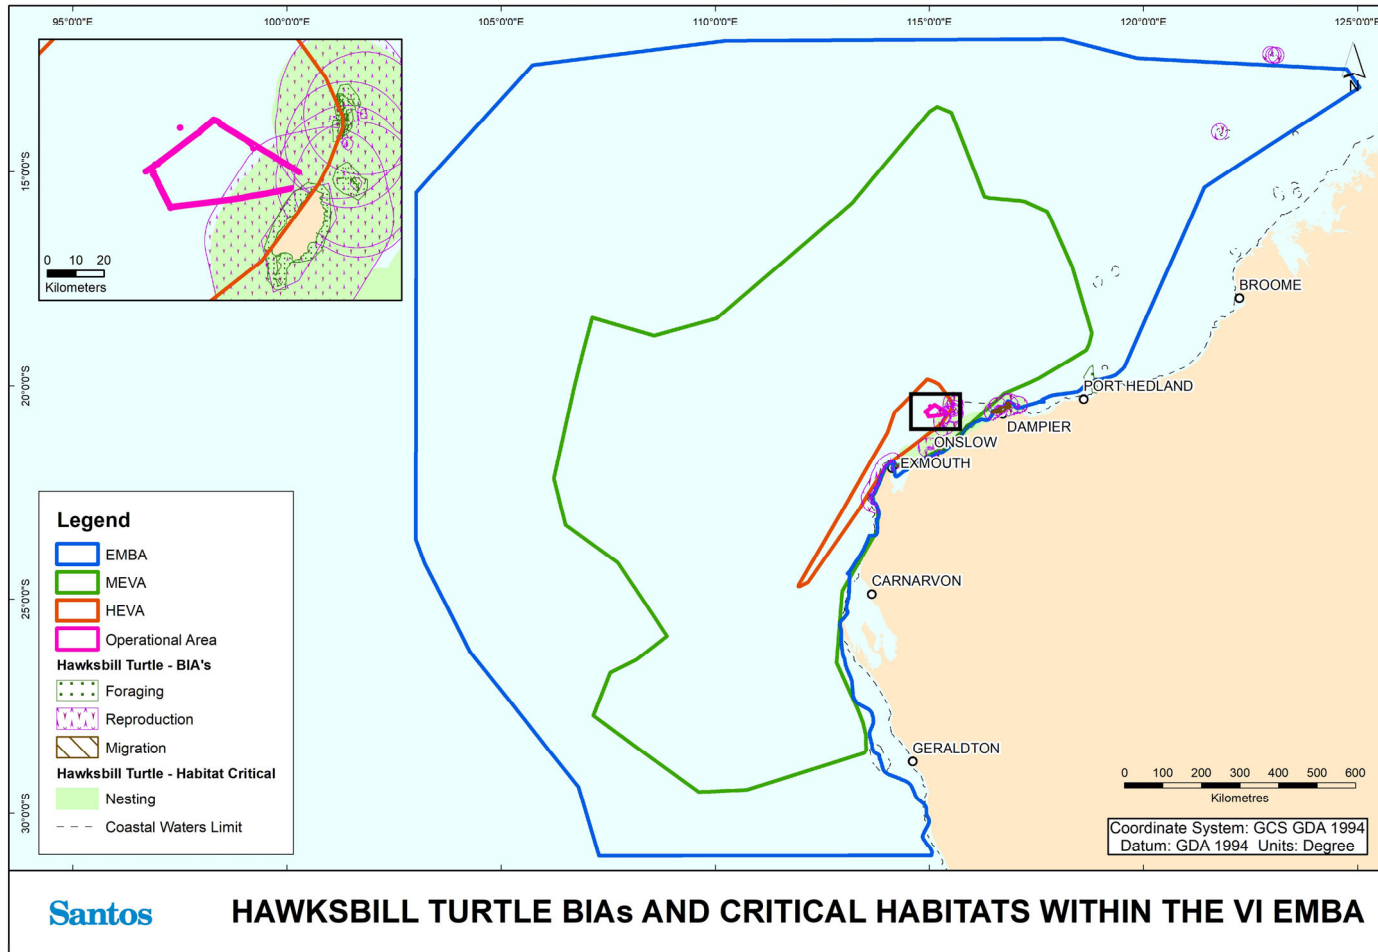 95°0'0"E
100°0'0"E
105°0'0"E
110°0'0"E
115°0'0"E
120°0'0"E
125°0'0"E
15°0'0"S
20°0'0"S
25°0'0"S
30°0'0"S
0 10 20
Kilometers
N
BROOME
PORT HEDLAND
DAMPIER
ONSLOW
EXMOUTH
CARNARVON
GERALDTON
Legend
EMBA
MEVA
HEVA
Operational Area
Hawksbill Turtle - BIA's
Foraging
Reproduction
Migration
Hawksbill Turtle - Habitat Critical
Nesting
Coastal Waters Limit
0 100 200 300 400 500 600
Kilometres
Coordinate System: GCS GDA 1994
Datum: GDA 1994 Units: Degree
Santos
HAWKSBILL TURTLE BIAs AND CRITICAL HABITATS WITHIN THE VI EMBA